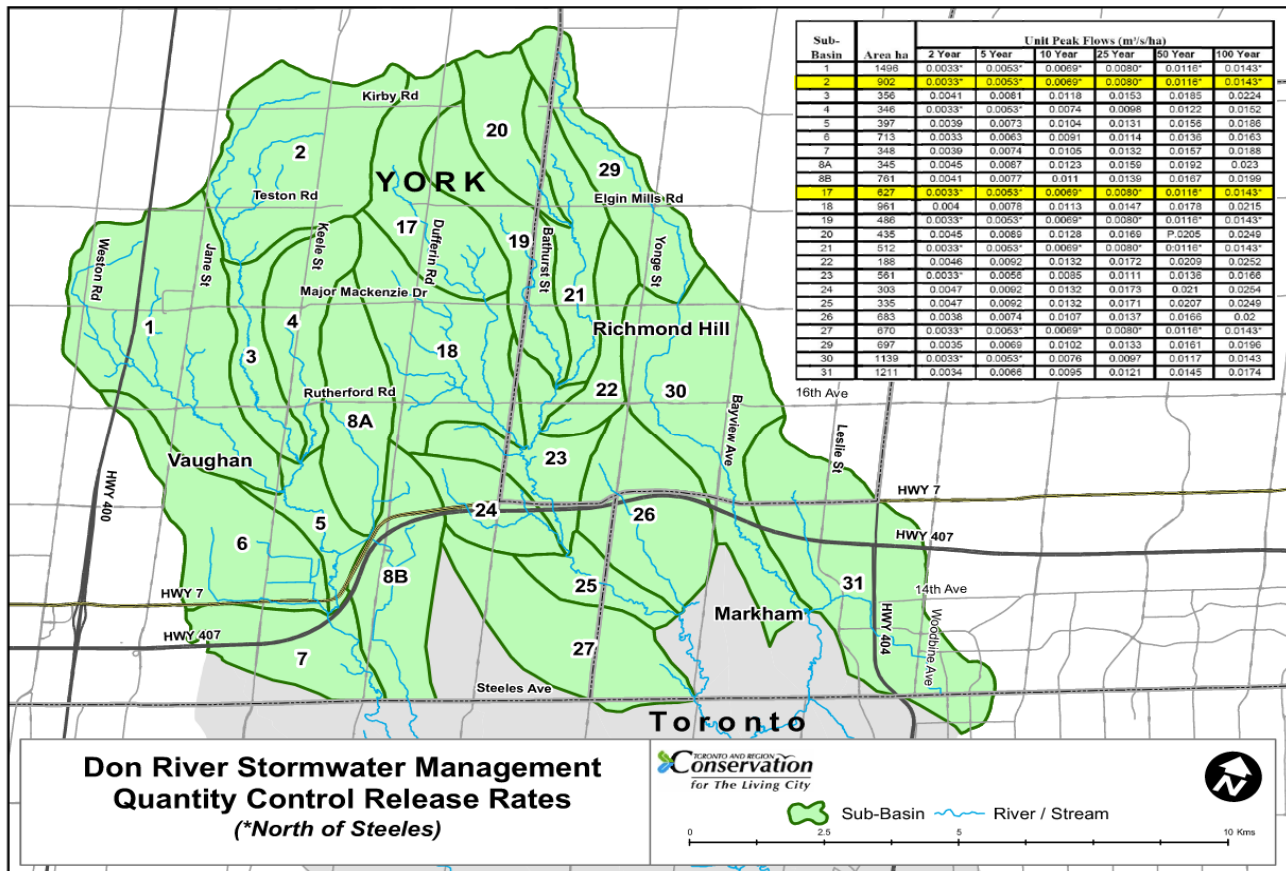 Sub-
Basin Area ha Unit Peak Flows (m³/s/ha)
2 Year 5 Year 10 Year 25 Year 50 Year 100 Year
1 1496 0.0033* 0.0053* 0.0069* 0.0080* 0.0116* 0.0143*
2 902 0.0033* 0.0053* 0.0069* 0.0080* 0.0116* 0.0143*
3 356 0.0041 0.0081 0.0118 0.0153 0.0185 0.0224
4 346 0.0033* 0.0053* 0.0074 0.0098 0.0122 0.0152
5 397 0.0039 0.0073 0.0104 0.0131 0.0156 0.0186
6 713 0.0033 0.0063 0.0091 0.0114 0.0136 0.0163
7 348 0.0039 0.0074 0.0105 0.0132 0.0157 0.0188
8A 345 0.0045 0.0087 0.0123 0.0159 0.0192 0.023
8B 761 0.0041 0.0077 0.011 0.0139 0.0167 0.0199
17 627 0.0033* 0.0053* 0.0069* 0.0080* 0.0116* 0.0143*
18 961 0.004 0.0078 0.0113 0.0147 0.0178 0.0215
19 486 0.0033* 0.0053* 0.0069* 0.0080* 0.0116* 0.0143*
20 435 0.0045 0.0089 0.0128 0.0169 P.0205 0.0249
21 512 0.0033* 0.0053* 0.0069* 0.0080* 0:0116* 0.0143*
22 188 0.0046 0.0092 0.0132 0.0172 0.0209 0.0252
23 561 0.0033* 0.0056 0.0085 0.0111 0.0136 0.0166
24 303 0.0047 0.0092 0.0132 0.0173 0.021 0.0254
25 335 0.0047 0.0092 0.0132 0.0171 0.0207 0.0249
26 683 0.0038 0.0074 0.0107 0.0137 0.0166 0.02
27 670 0.0033* 0.0053* 0.0069* 0.0080* 0.0116* 0.0143*
29 697 0.0035 0.0069 0.0102 0.0133 0.0161 0.0196
30 1139 0.0033* 0.0053* 0.0076 0.0097 0.0117 0.0143
31 1211 0.0034 0.0066 0.0095 0.0121 0.0145 0.0174
Kirby Rd
20
2
29
YORK
Teston Rd
Elgin Mills Rd
17
19
Weston Rd
Jane St
Keele St
Dufferin Rd
Bathurst St
Yonge St
Major Mackenzie Dr
21
1
4
Richmond Hill
3
18
22
30
Rutherford Rd
16th Ave
8A
Bayview Ave
Leslie St
Vaughan
23
HWY 400
HWY 7
24
26
5
HWY 407
6
8B
25
31
14th Ave
HWY 7
Markham
HWY 407
HWY 404
Woodbine Ave
27
7
Steeles Ave
Toronto
Don River Stormwater Management
Quantity Control Release Rates
(*North of Steeles)
TORONTO AND REGION
Conservation
for The Living City
N
Sub-Basin
River / Stream
0 2.5 5 10 Kms